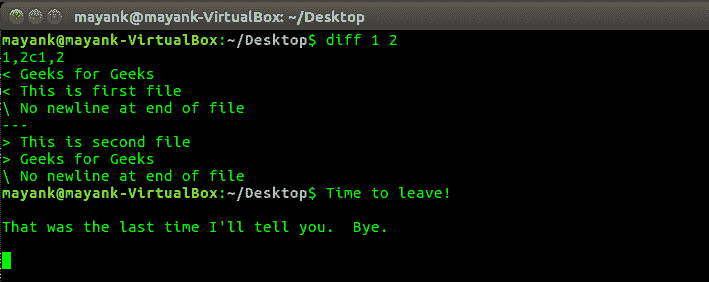 mayank@mayank-VirtualBox: ~/Desktop
mayank@mayank-VirtualBox:~/Desktop$ diff 1 2
1,2c1,2
< Geeks for Geeks
< This is first file
\ No newline at end of file
---
> This is second file
> Geeks for Geeks
\ No newline at end of file
mayank@mayank-VirtualBox:~/Desktop$ Time to leave!
That was the last time I'll tell you.  Bye.